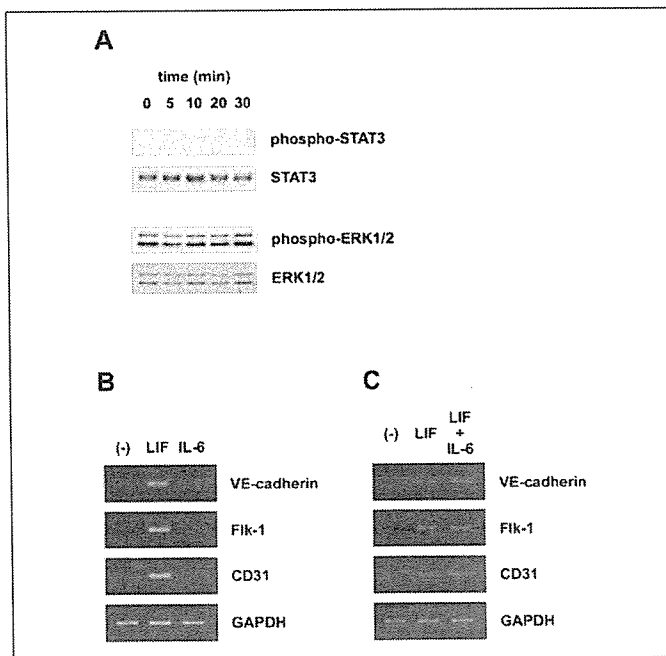 A
time (min)
0 5 10 20 30
phospho-STAT3
STAT3
phospho-ERK1/2
ERK1/2
B
(-) LIF IL-6
VE-cadherin
Flk-1
CD31
GAPDH
C
(-) LIF LIF + IL-6
VE-cadherin
Flk-1
CD31
GAPDH